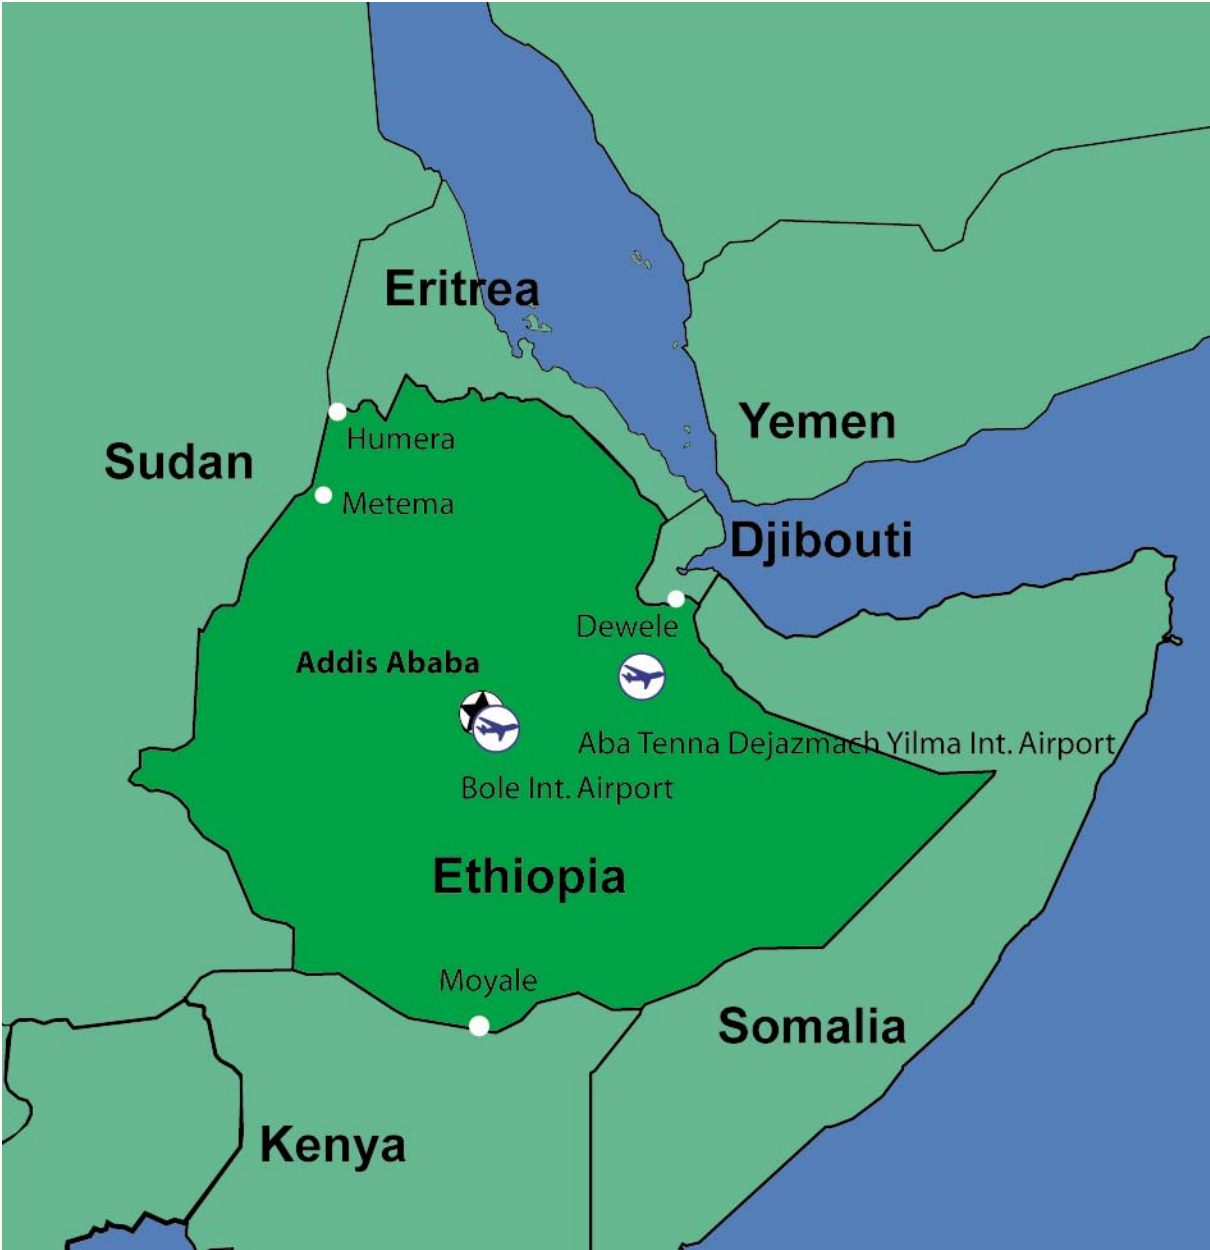 Eritrea
Yemen
Humera
Sudan
Metema
Djibouti
Dewele
Addis Ababa
Aba Tenna Dejazmach Yilma Int. Airport
Bole Int. Airport
Ethiopia
Moyale
Somalia
Kenya